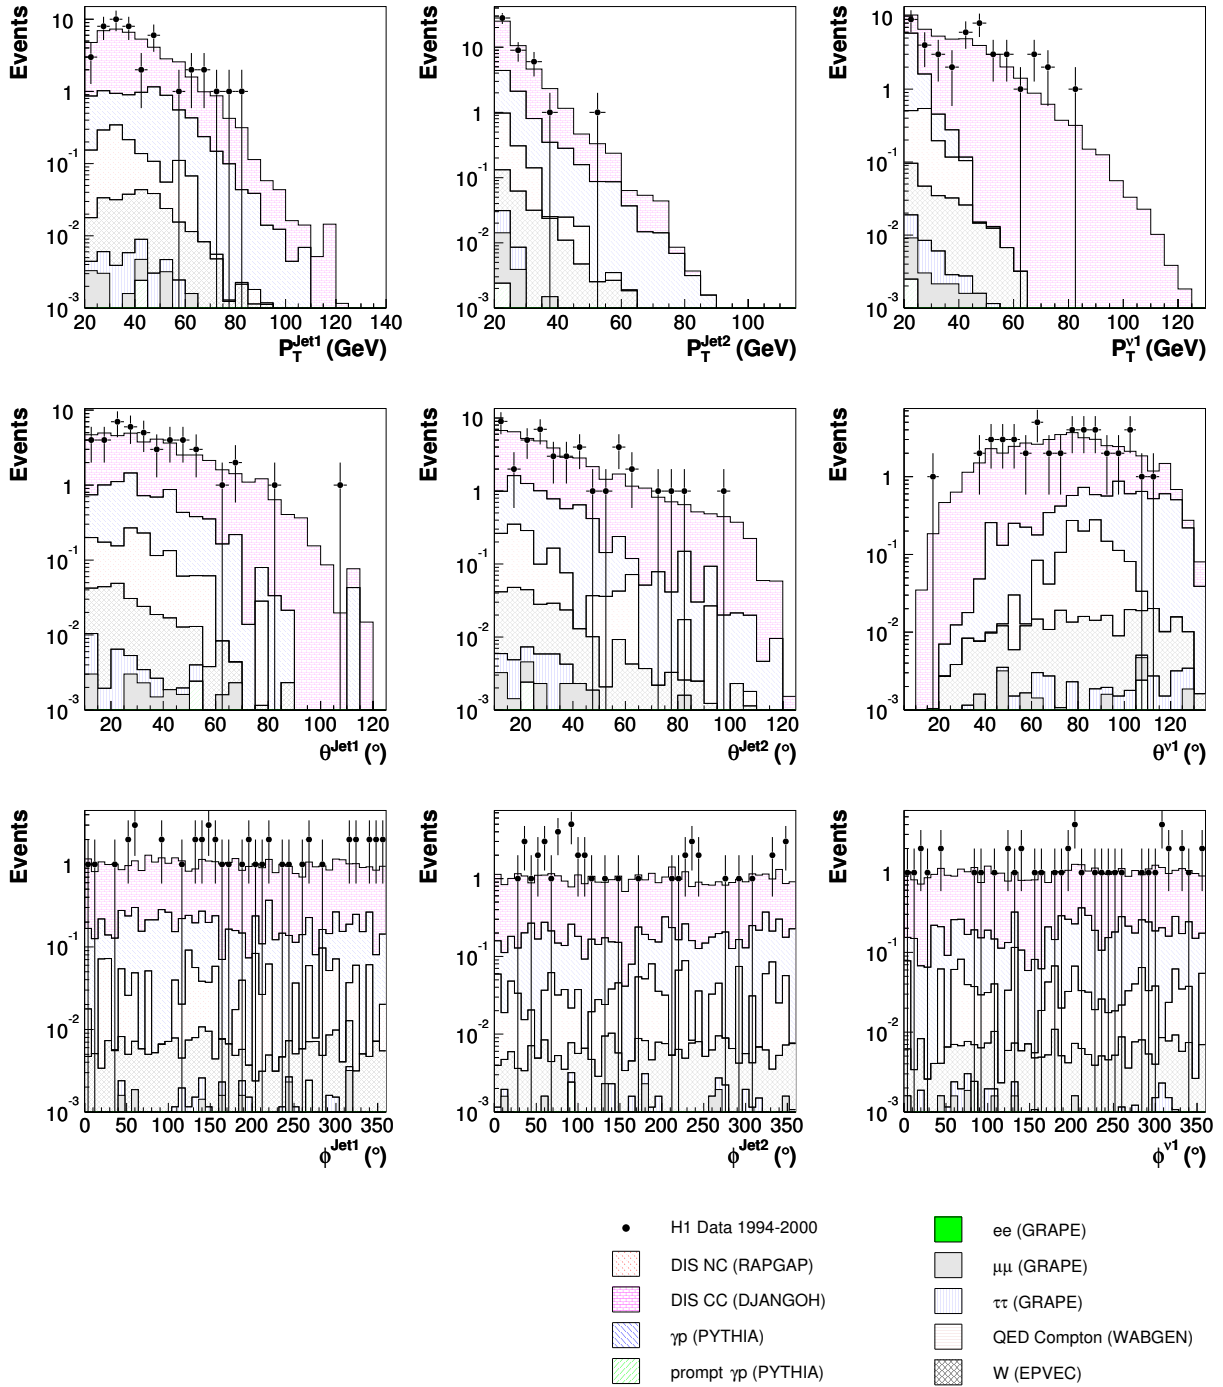 Events
10
1
10^-1
10^-2
10^-3
20 40 60 80 100 120 140
P_T^Jet1 (GeV)
Events
10
1
10^-1
10^-2
10^-3
20 40 60 80 100
P_T^Jet2 (GeV)
Events
10
1
10^-1
10^-2
10^-3
20 40 60 80 100 120
P_T^ν1 (GeV)
Events
10
1
10^-1
10^-2
10^-3
20 40 60 80 100 120
θ^Jet1 (°)
Events
10
1
10^-1
10^-2
10^-3
20 40 60 80 100 120
θ^Jet2 (°)
Events
1
10^-1
10^-2
10^-3
20 40 60 80 100 120
θ^ν1 (°)
Events
1
10^-1
10^-2
10^-3
0 50 100 150 200 250 300 350
ϕ^Jet1 (°)
Events
1
10^-1
10^-2
10^-3
0 50 100 150 200 250 300 350
ϕ^Jet2 (°)
Events
1
10^-1
10^-2
10^-3
0 50 100 150 200 250 300 350
ϕ^ν1 (°)
H1 Data 1994-2000
DIS NC (RAPGAP)
DIS CC (DJANGOH)
γp (PYTHIA)
prompt γp (PYTHIA)
ee (GRAPE)
μμ (GRAPE)
ττ (GRAPE)
QED Compton (WABGEN)
W (EPVEC)